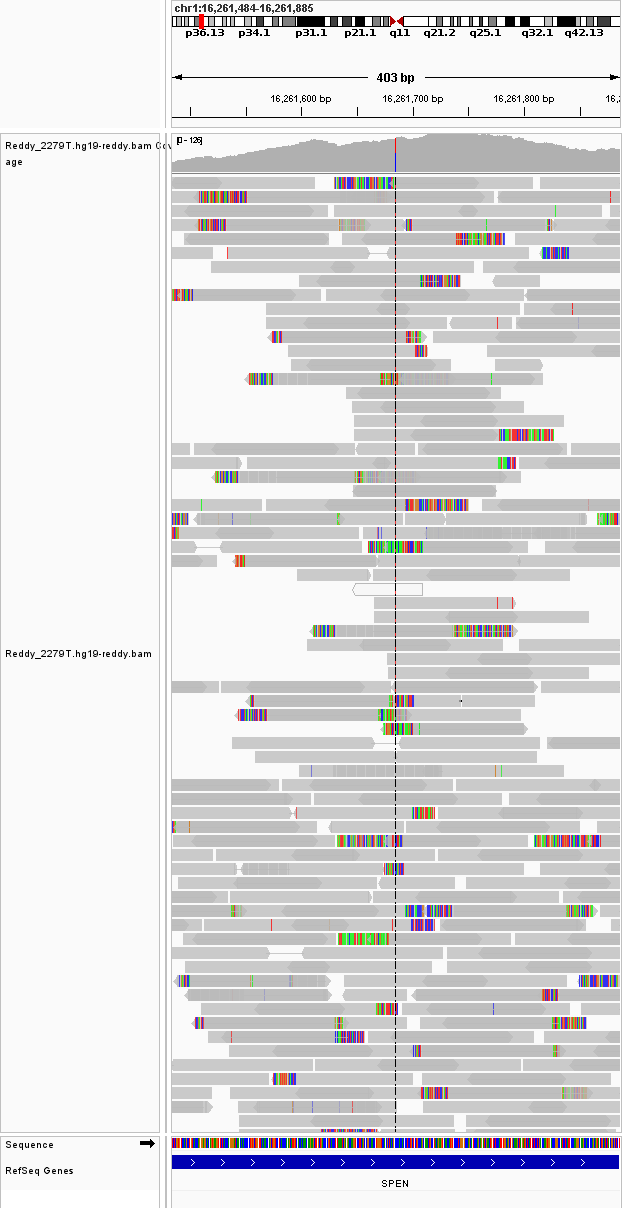 chr1:16,261,484-16,261,885
p36.13 p34.1 p31.1 p21.1 q11 q21.2 q25.1 q32.1 q42.13
403 bp
16,261,600 bp 16,261,700 bp 16,261,800 bp 16,2
Reddy_2279T.hg19-reddy.bam Cov
age
[0 - 126]
Reddy_2279T.hg19-reddy.bam
Sequence
RefSeq Genes
SPEN